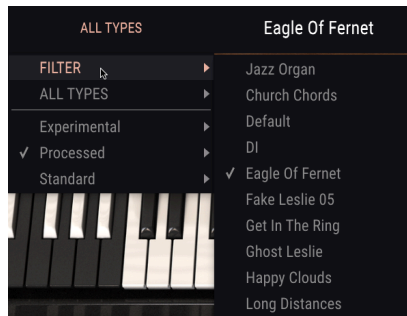 ALL TYPES
FILTER
ALL TYPES
Experimental
✓ Processed
Standard
Eagle Of Fernet
Jazz Organ
Church Chords
Default
DI
✓ Eagle Of Fernet
Fake Leslie 05
Get In The Ring
Ghost Leslie
Happy Clouds
Long Distances